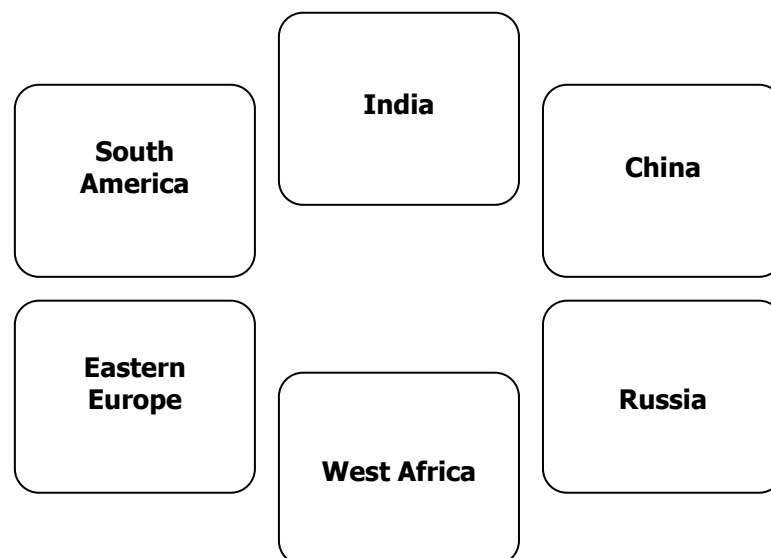 India
South
America
China
Eastern
Europe
Russia
West Africa